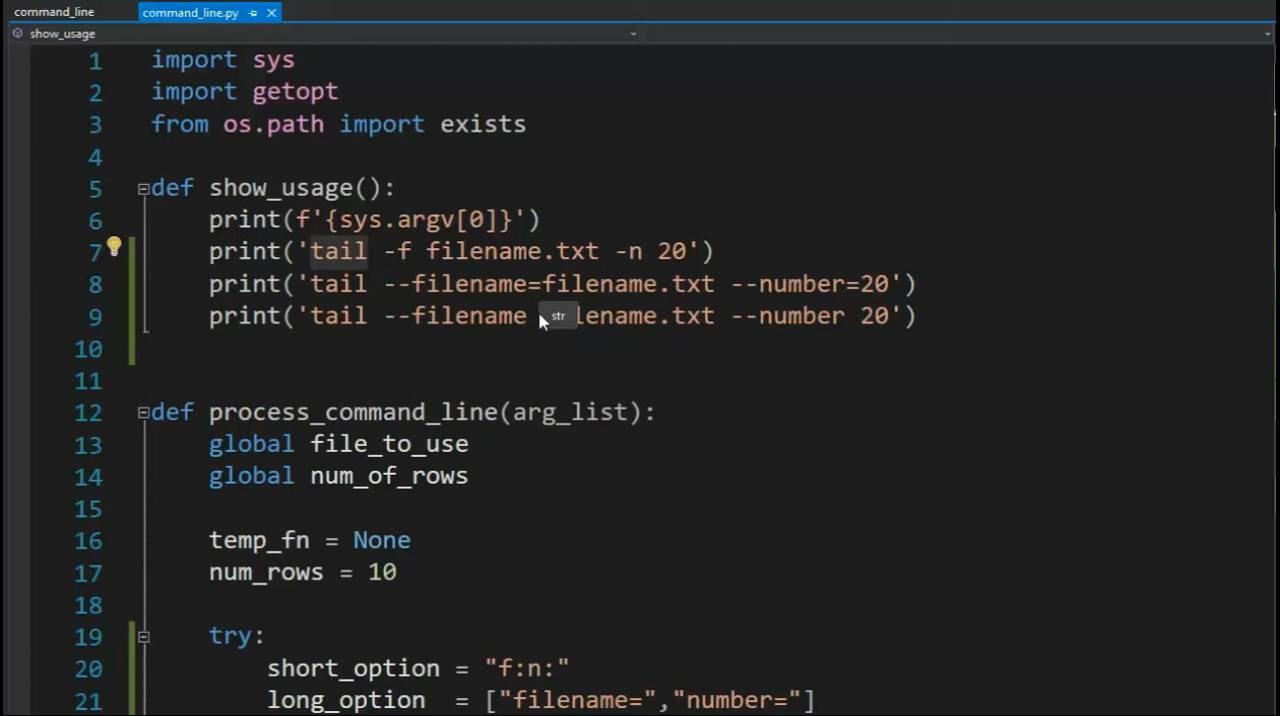 command_line command_line.py
show_usage
1 import sys
2 import getopt
3 from os.path import exists
4
5 def show_usage():
6 print(f'{sys.argv[0]}')
7 print('tail -f filename.txt -n 20')
8 print('tail --filename=filename.txt --number=20')
9 print('tail --filename str lename.txt --number 20')
10
11
12 def process_command_line(arg_list):
13 global file_to_use
14 global num_of_rows
15
16 temp_fn = None
17 num_rows = 10
18
19 try:
20 short_option = "f:n:"
21 long_option = ["filename=","number="]